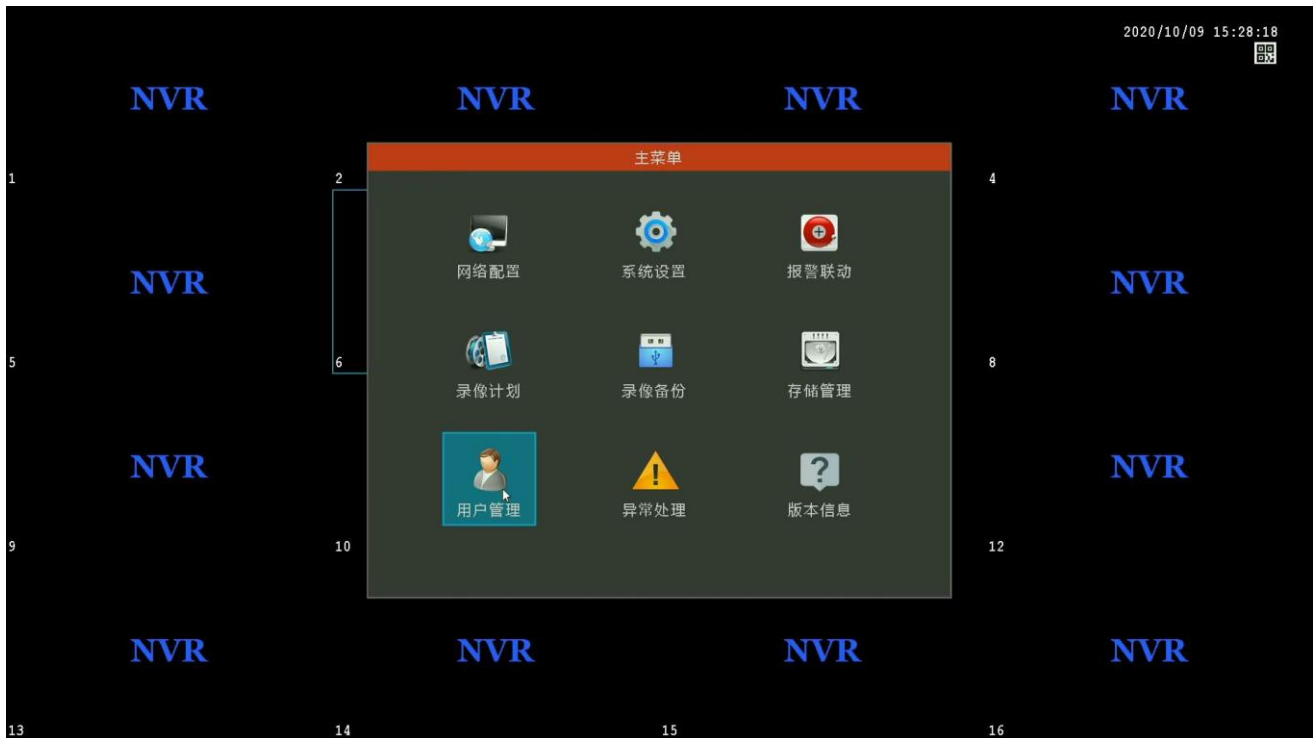 2020/10/09 15:28:18
NVR NVR NVR NVR
主菜单
1 2 4
网络配置 系统设置 报警联动
NVR NVR
5 6 8
录像计划 录像备份 存储管理
NVR NVR
用户管理 异常处理 版本信息
9 10 12
NVR NVR NVR NVR
13 14 15 16